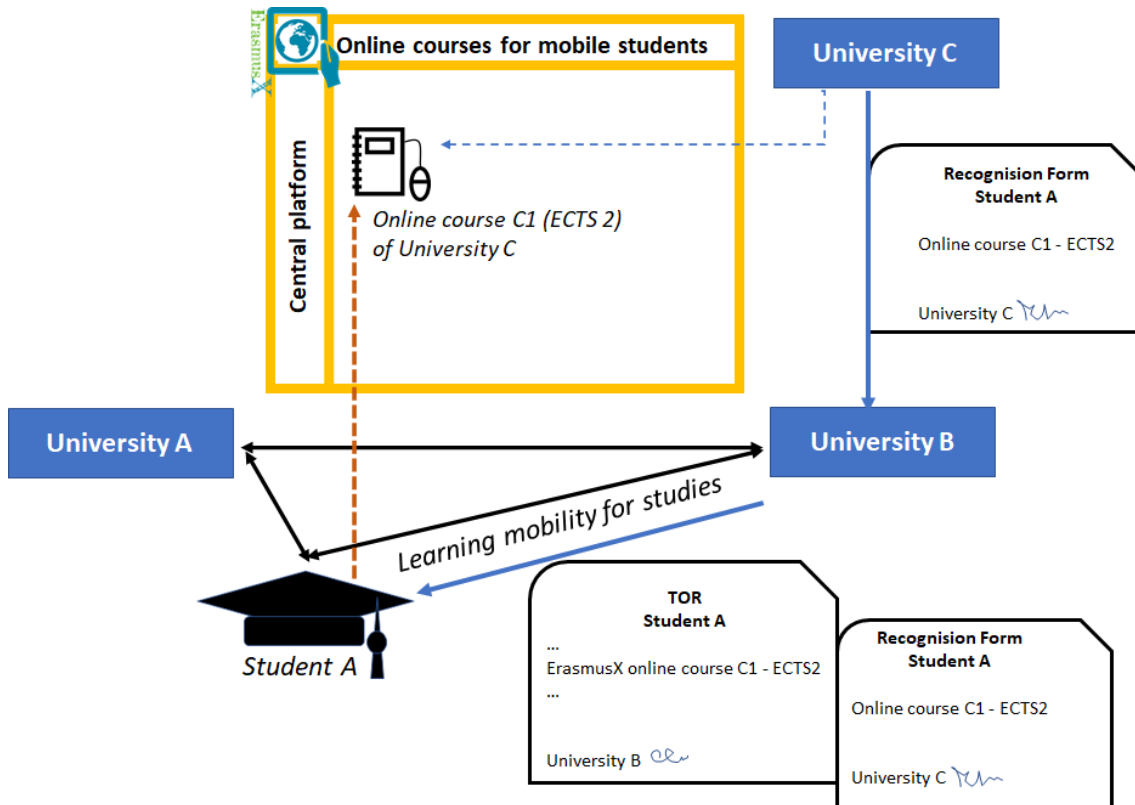 ErasmusX
Online courses for mobile students
University C
Central platform
Online course C1 (ECTS 2)
of University C
Recognision Form
Student A
Online course C1 - ECTS2
University C
University A
University B
Learning mobility for studies
Student A
TOR
Student A
...
ErasmusX online course C1 - ECTS2
...
University B
Recognision Form
Student A
Online course C1 - ECTS2
University C